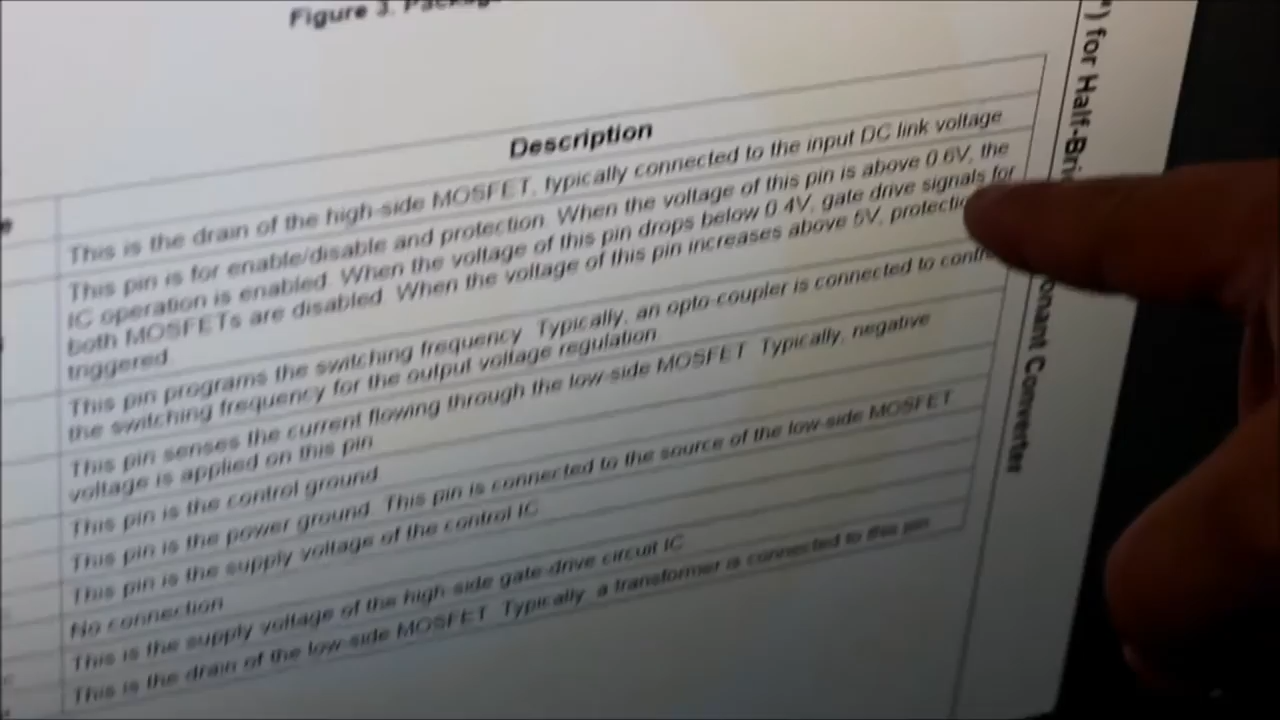 Figure 3. Package
Description
This is the drain of the high-side MOSFET, typically connected to the input DC link voltage
This pin is for enable/disable and protection. When the voltage of this pin is above 0.6V, the
IC operation is enabled. When the voltage of this pin drops below 0.4V, gate drive signals for
both MOSFETs are disabled. When the voltage of this pin increases above 5V, protectio
triggered.
This pin programs the switching frequency. Typically, an opto-coupler is connected to contr
the switching frequency for the output voltage regulation.
This pin senses the current flowing through the low-side MOSFET. Typically, negative
voltage is applied on this pin.
This pin is the control ground.
This pin is the power ground. This pin is connected to the source of the low-side MOSFET
This pin is the supply voltage of the control IC
No connection
This is the supply voltage of the high side gate-drive circuit IC
This is the drain of the low-side MOSFET. Typically, a transformer is connected to this pin
") for Half-Bri
onant Converter